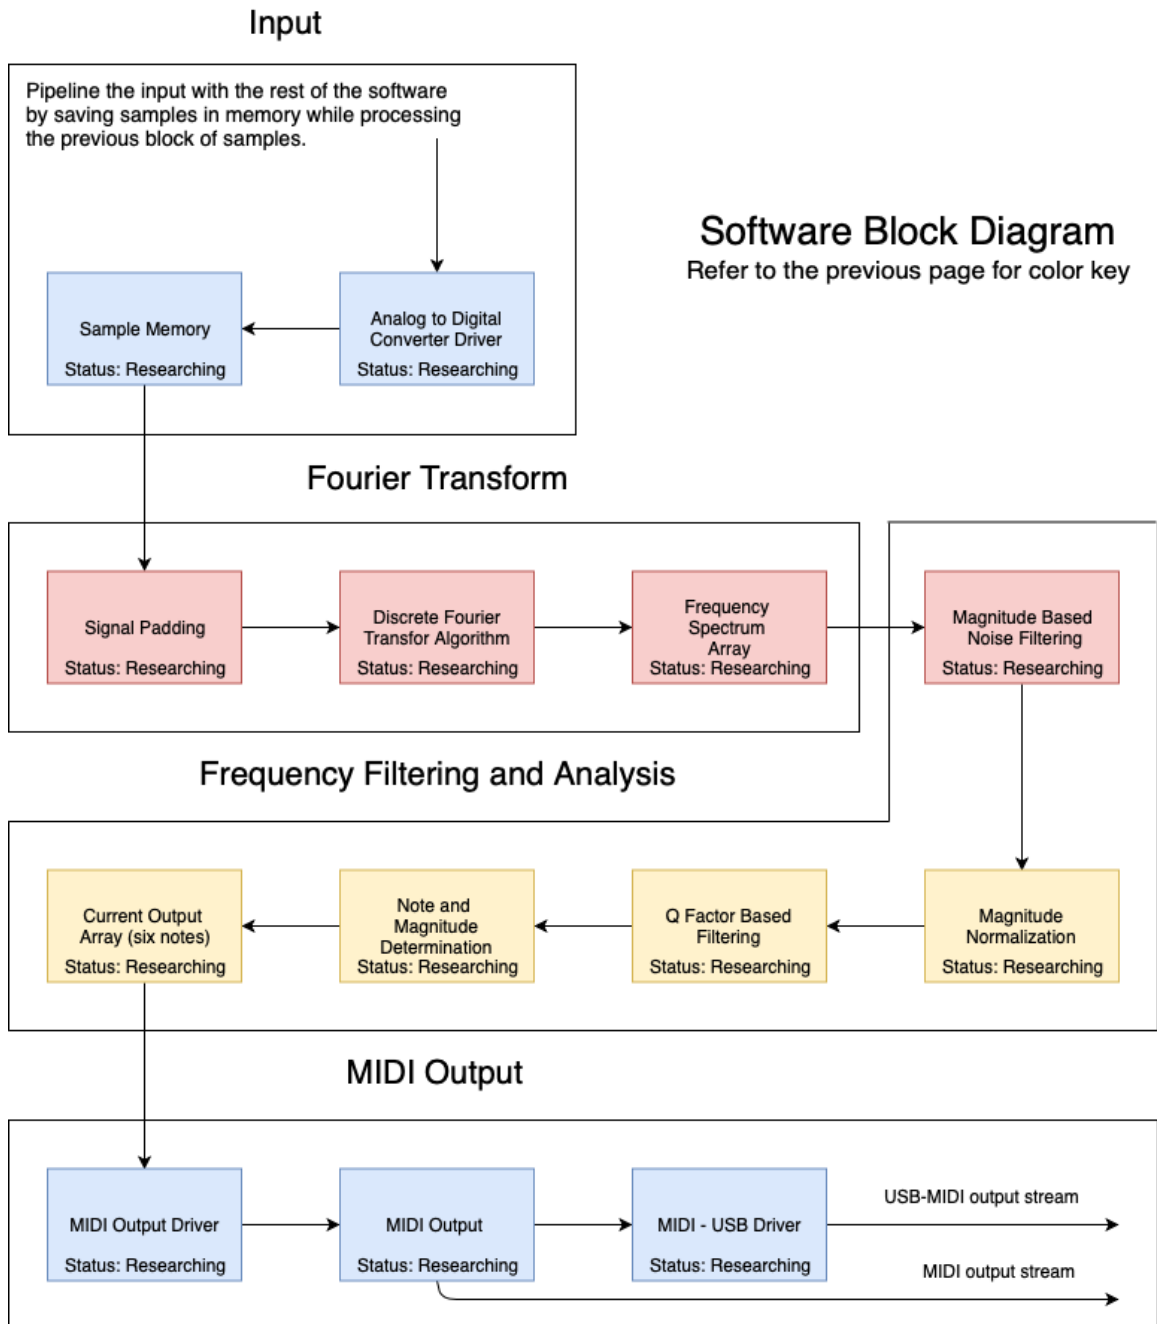 Input
Pipeline the input with the rest of the software
by saving samples in memory while processing
the previous block of samples.
Software Block Diagram
Refer to the previous page for color key
Sample Memory
Status: Researching
Analog to Digital
Converter Driver
Status: Researching
Fourier Transform
Signal Padding
Status: Researching
Discrete Fourier
Transfor Algorithm
Status: Researching
Frequency
Spectrum
Array
Status: Researching
Magnitude Based
Noise Filtering
Status: Researching
Frequency Filtering and Analysis
Current Output
Array (six notes)
Status: Researching
Note and
Magnitude
Determination
Status: Researching
Q Factor Based
Filtering
Status: Researching
Magnitude
Normalization
Status: Researching
MIDI Output
MIDI Output Driver
Status: Researching
MIDI Output
Status: Researching
MIDI - USB Driver
Status: Researching
USB-MIDI output stream
MIDI output stream